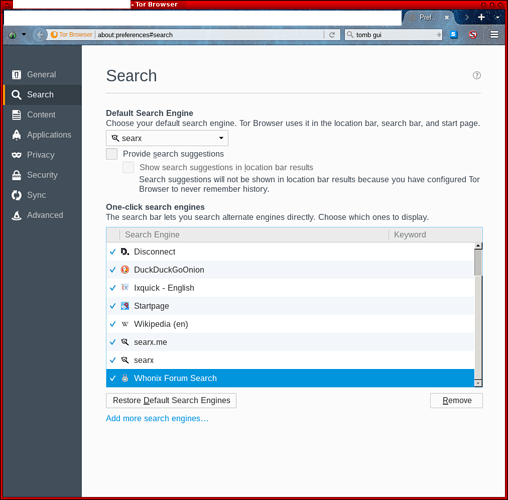 - Tor Browser
Pref...
Tor Browser
about:preferences#search
tomb gui
General
Search
Content
Applications
Privacy
Security
Sync
Advanced
Search
Default Search Engine
Choose your default search engine. Tor Browser uses it in the location bar, search bar, and start page.
searx
Provide search suggestions
Show search suggestions in location bar results
Search suggestions will not be shown in location bar results because you have configured Tor
Browser to never remember history.
One-click search engines
The search bar lets you search alternate engines directly. Choose which ones to display.
Search Engine Keyword
Disconnect
DuckDuckGoOnion
Ixquick - English
Startpage
Wikipedia (en)
searx.me
searx
Whonix Forum Search
Restore Default Search Engines Remove
Add more search engines…